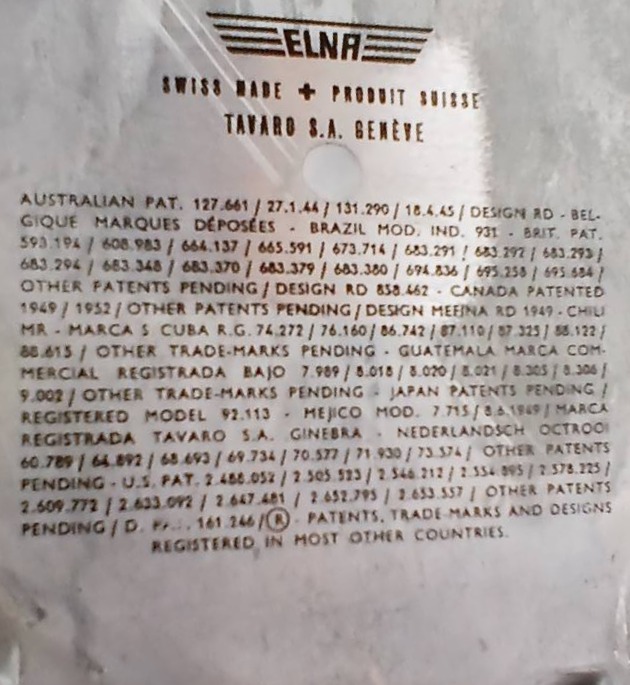 ELNA
SWISS MADE + PRODUIT SUISSE
TAVARO S.A. GENÈVE
AUSTRALIAN PAT. 127.661 / 27.1.44 / 131.290 / 18.4.45 / DESIGN RD - BEL-
GIQUE MARQUES DÉPOSÉES - BRAZIL MOD. IND. 931 - BRIT. PAT.
593.194 / 608.983 / 664.137 / 665.591 / 673.714 / 683.291 / 683.292 / 683.293 /
683.294 / 683.348 / 683.370 / 683.379 / 683.380 / 694.836 / 695.258 / 695.684 /
OTHER PATENTS PENDING / DESIGN RD 858.462 - CANADA PATENTED
1949 / 1952 / OTHER PATENTS PENDING / DESIGN MEFINA RD 1949 - CHILI
MR - MARCA S CUBA R.G. 74.272 / 76.160 / 86.742 / 87.110 / 87.325 / 88.122 /
88.615 / OTHER TRADE-MARKS PENDING - GUATEMALA MARCA COM-
MERCIAL REGISTRADA BAJO 7.989 / 8.018 / 8.020 / 8.021 / 8.305 / 8.306 /
9.002 / OTHER TRADE-MARKS PENDING - JAPAN PATENTS PENDING /
REGISTERED MODEL 92.113 - MEJICO MOD. 7.715 / 8.6.1949 / MARCA
REGISTRADA TAVARO S.A. GINEBRA - NEDERLANDSCH OCTROOI
60.789 / 64.892 / 68.693 / 69.734 / 70.577 / 71.930 / 73.574 / OTHER PATENTS
PENDING - U.S. PAT. 2.488.052 / 2.505.523 / 2.546.212 / 2.554.895 / 2.578.225 /
2.609.772 / 2.633.092 / 2.647.481 / 2.652.795 / 2.653.557 / OTHER PATENTS
PENDING / D. 161.246 / ® - PATENTS, TRADE-MARKS AND DESIGNS
REGISTERED IN MOST OTHER COUNTRIES.